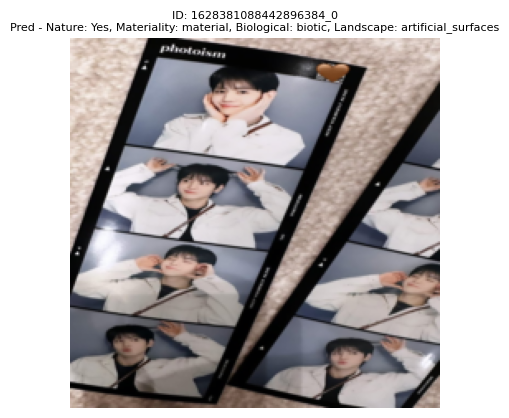 ID: 1628381088442896384_0
Pred - Nature: Yes, Materiality: material, Biological: biotic, Landscape: artificial_surfaces
photoism